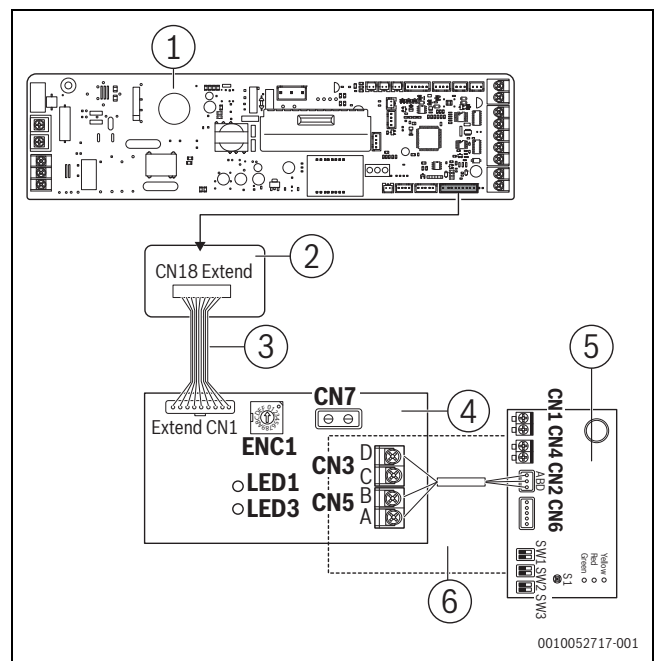 1
CN18 Extend
2
3
5
Extend CN1
ENC1
CN7
4
CN3
D
C
CN5
B
A
LED1
LED3
CN1 CN4 CN2 CN6
ABD
SW1 SW2 SW3
S1
Yellow
Red
Green
6
0010052717-001